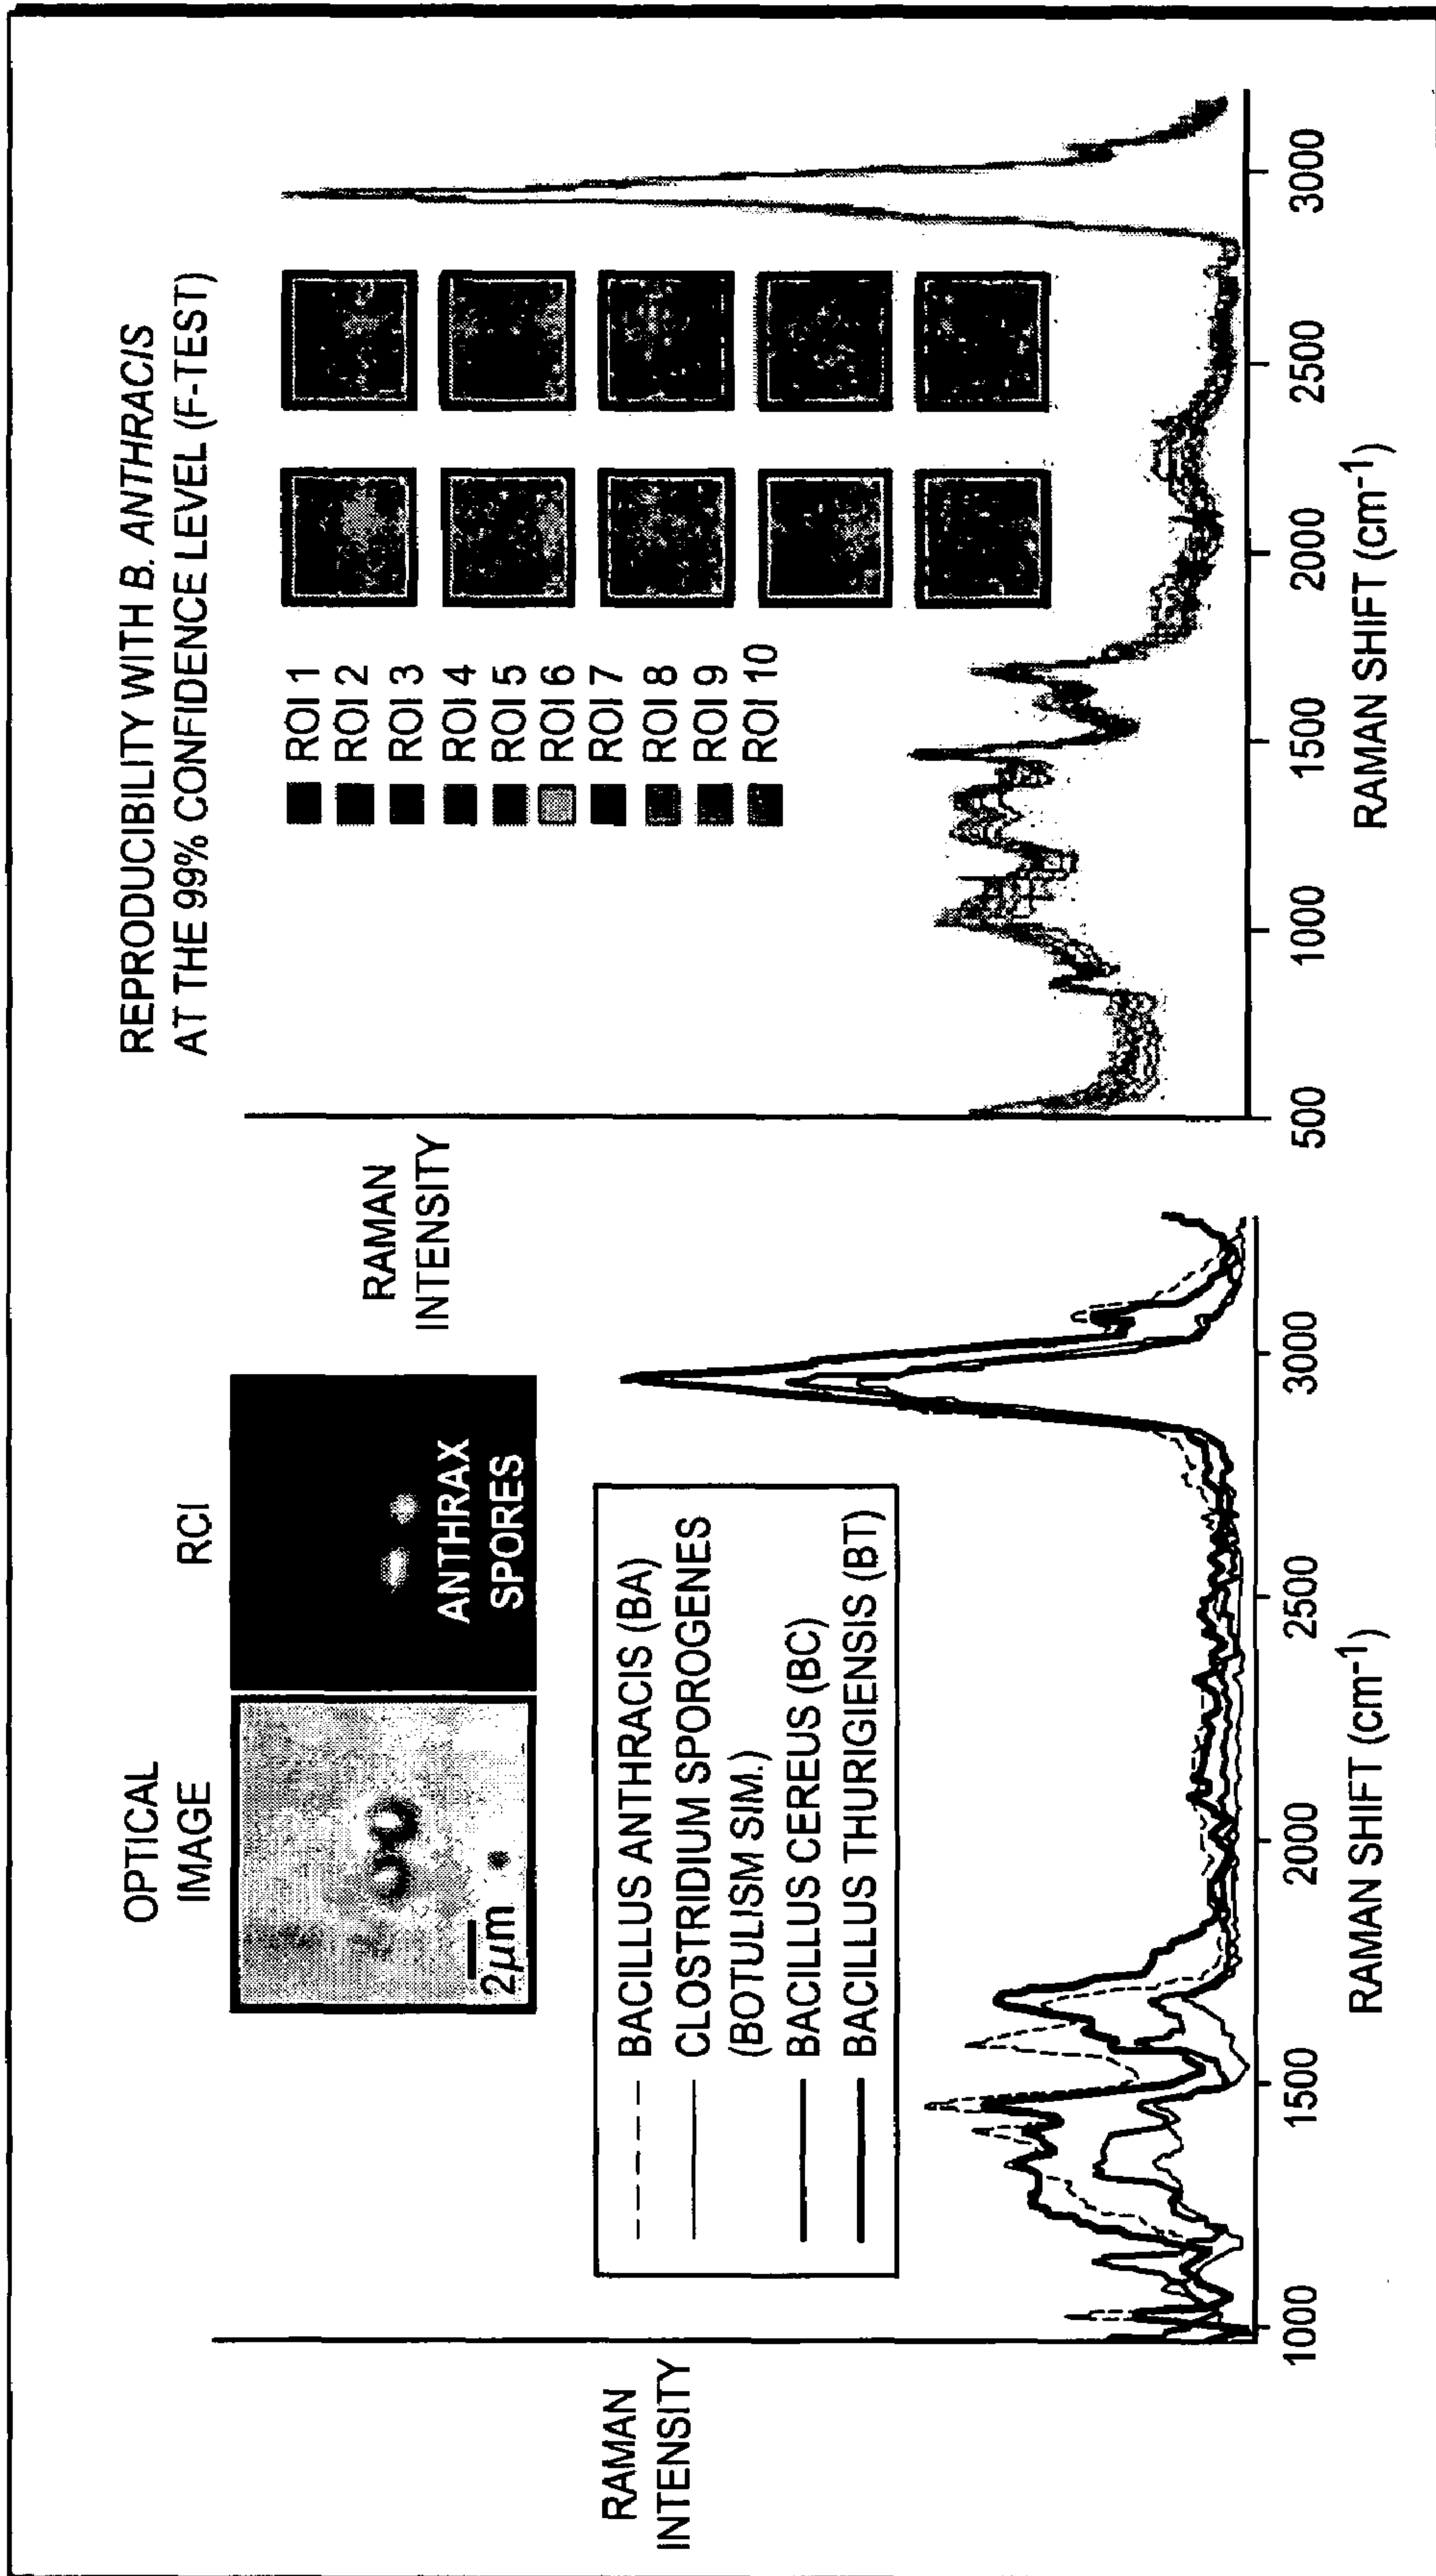 OPTICAL
IMAGE
RCI
2μm
ANTHRAX
SPORES
RAMAN
INTENSITY
BACILLUS ANTHRACIS (BA)
CLOSTRIDIUM SPOROGENES
(BOTULISM SIM.)
BACILLUS CEREUS (BC)
BACILLUS THURIGIENSIS (BT)
1000 1500 2000 2500 3000
RAMAN SHIFT (cm-1)
REPRODUCIBILITY WITH B. ANTHRACIS
AT THE 99% CONFIDENCE LEVEL (F-TEST)
RAMAN
INTENSITY
ROI 1
ROI 2
ROI 3
ROI 4
ROI 5
ROI 6
ROI 7
ROI 8
ROI 9
ROI 10
500 1000 1500 2000 2500 3000
RAMAN SHIFT (cm-1)